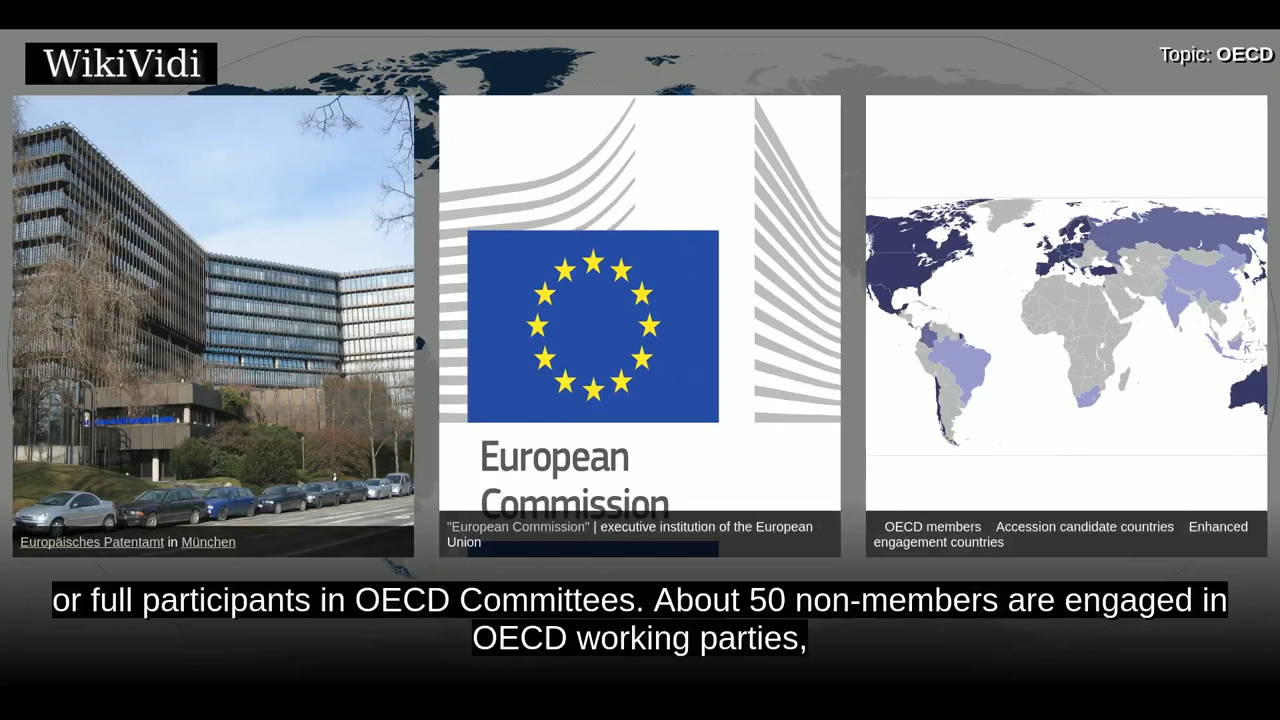 WikiVidi
Topic: OECD
European
Commission
Europäisches Patentamt in München
"European Commission" | executive institution of the European
Union
OECD members Accession candidate countries Enhanced
engagement countries
or full participants in OECD Committees. About 50 non-members are engaged in
OECD working parties,